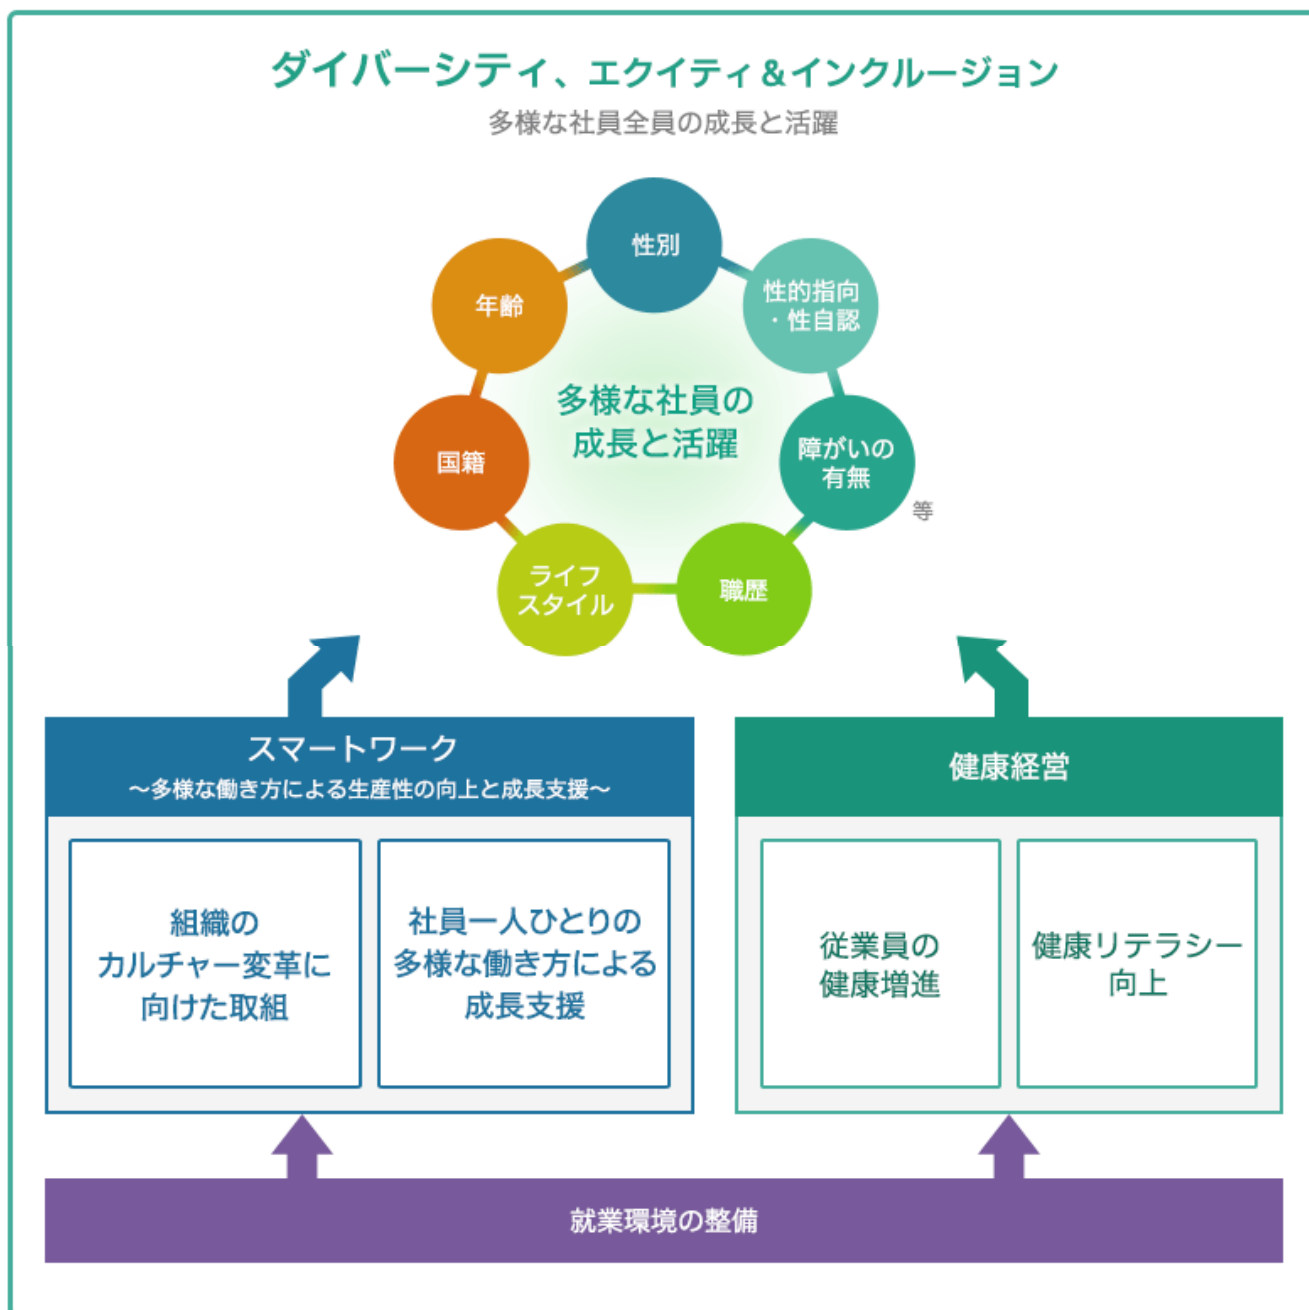 ダイバーシティ、エクイティ＆インクルージョン
多様な社員全員の成長と活躍
性別
年齢
性的指向
・性自認
多様な社員の
成長と活躍
国籍
障がいの
有無
等
ライフ
スタイル
職歴
スマートワーク
～多様な働き方による生産性の向上と成長支援～
健康経営
組織の
カルチャー変革に
向けた取組
社員一人ひとりの
多様な働き方による
成長支援
従業員の
健康増進
健康リテラシー
向上
就業環境の整備